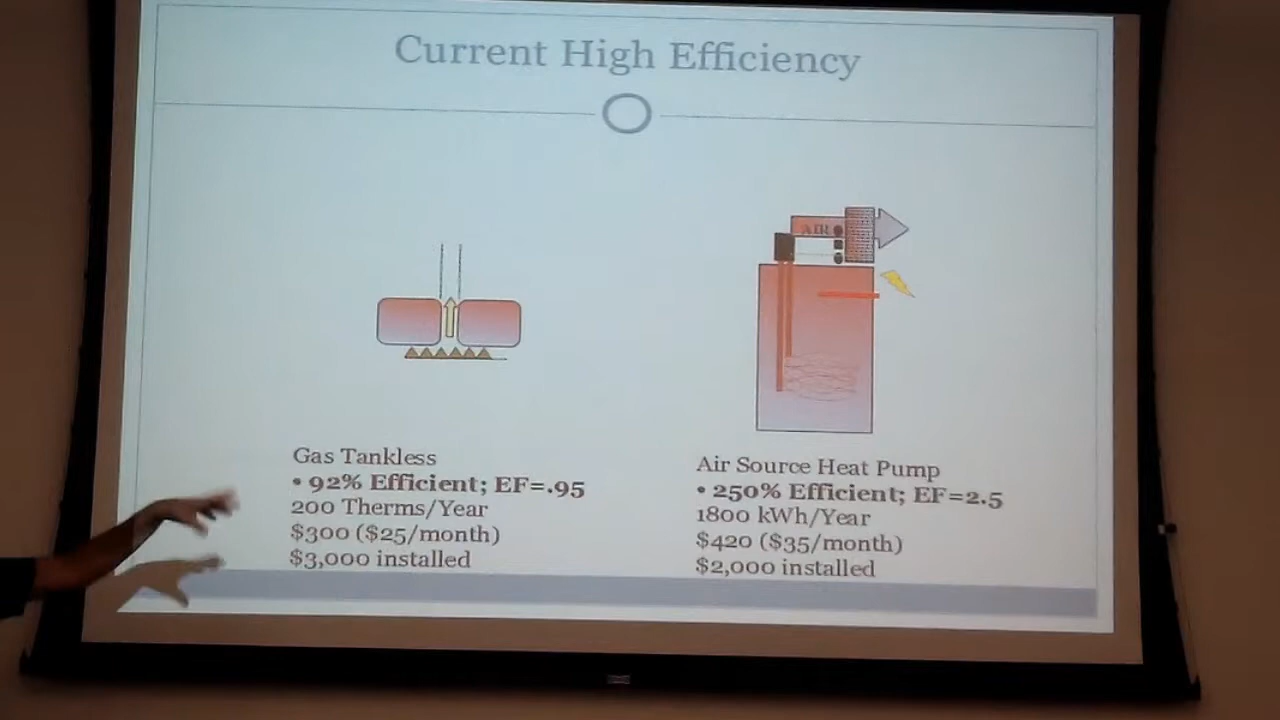 Current High Efficiency
AIR
Gas Tankless
• 92% Efficient; EF=.95
200 Therms/Year
$300 ($25/month)
$3,000 installed
Air Source Heat Pump
• 250% Efficient; EF=2.5
1800 kWh/Year
$420 ($35/month)
$2,000 installed